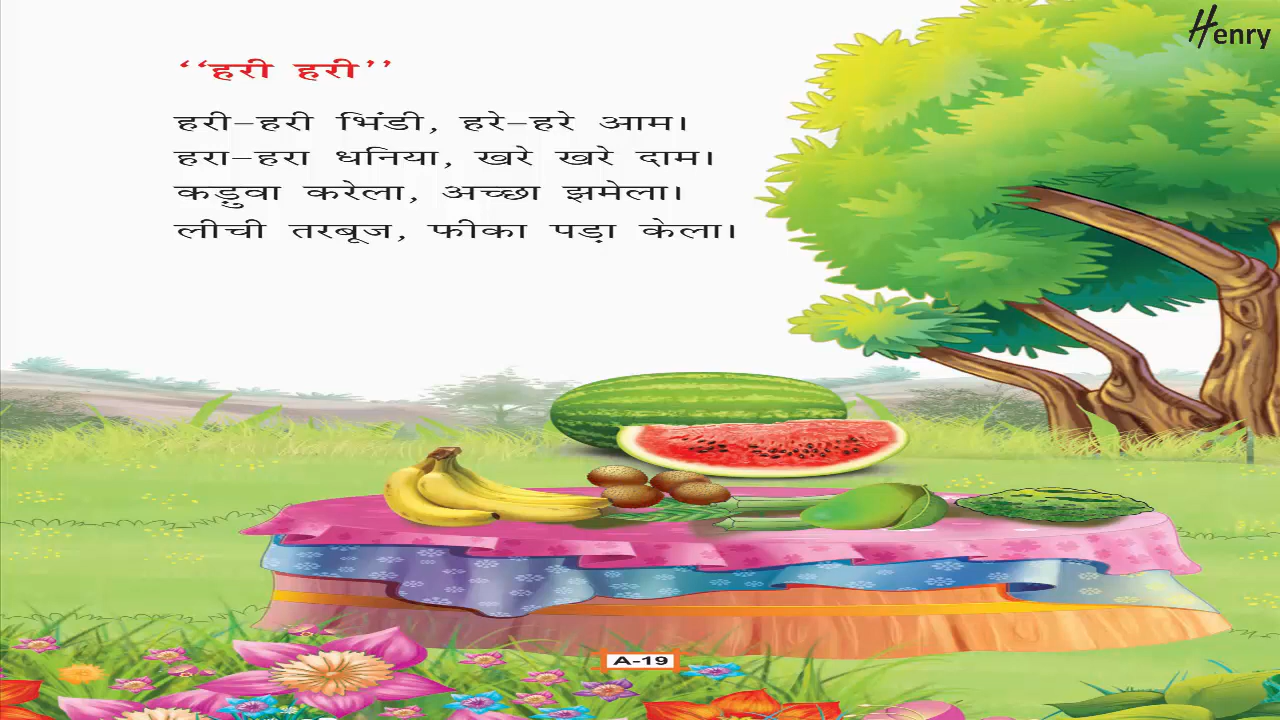 Henry
‘‘हरी हरी’’
हरी-हरी भिंडी, हरे-हरे आम।
हरा-हरा धनिया, खरे खरे दाम।
कड़ुवा करेला, अच्छा झमेला।
लीची तरबूज, फीका पड़ा केला।
A-19